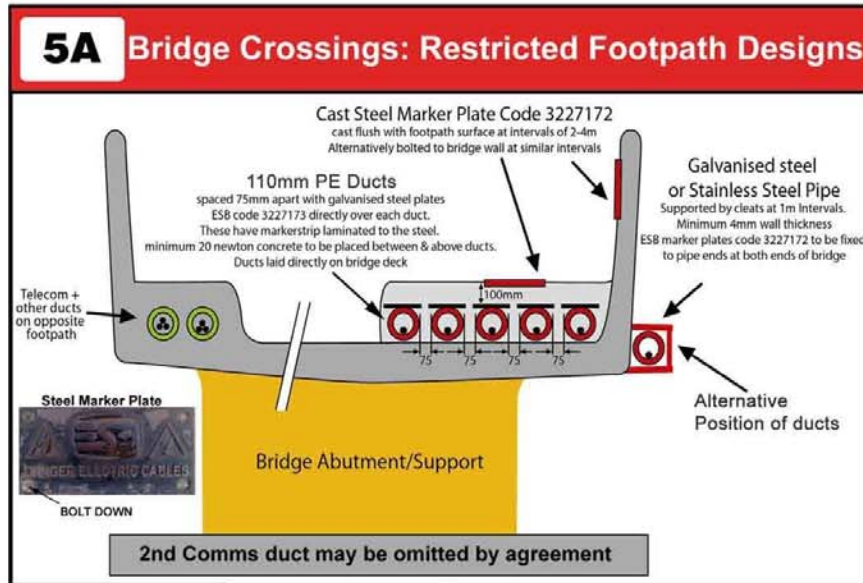 5A Bridge Crossings: Restricted Footpath Designs
Cast Steel Marker Plate Code 3227172
cast flush with footpath surface at intervals of 2-4m
Alternatively bolted to bridge wall at similar intervals
Galvanised steel
or Stainless Steel Pipe
Supported by cleats at 1m Intervals.
Minimum 4mm wall thickness
ESB marker plates code 3227172 to be fixed
to pipe ends at both ends of bridge
110mm PE Ducts
spaced 75mm apart with galvanised steel plates
ESB code 3227173 directly over each duct.
These have markerstrip laminated to the steel.
minimum 20 newton concrete to be placed between & above ducts.
Ducts laid directly on bridge deck
Telecom +
other ducts
on opposite
footpath
100mm
75 75 75 75
Alternative
Position of ducts
Steel Marker Plate
ESB
DANGER ELECTRIC CABLES
BOLT DOWN
Bridge Abutment/Support
2nd Comms duct may be omitted by agreement